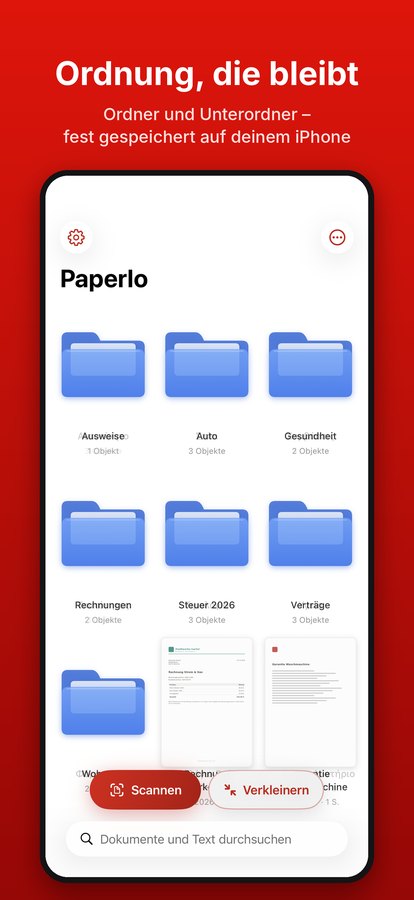 Ordnung, die bleibt
Ordner und Unterordner –
fest gespeichert auf deinem iPhone
Paperlo
Ausweise
Auto
Gesundheit
1 Objekt
3 Objekte
2 Objekte
Rechnungen
Steuer 2026
Verträge
2 Objekte
3 Objekte
3 Objekte
Scannen
Verkleinern
Dokumente und Text durchsuchen